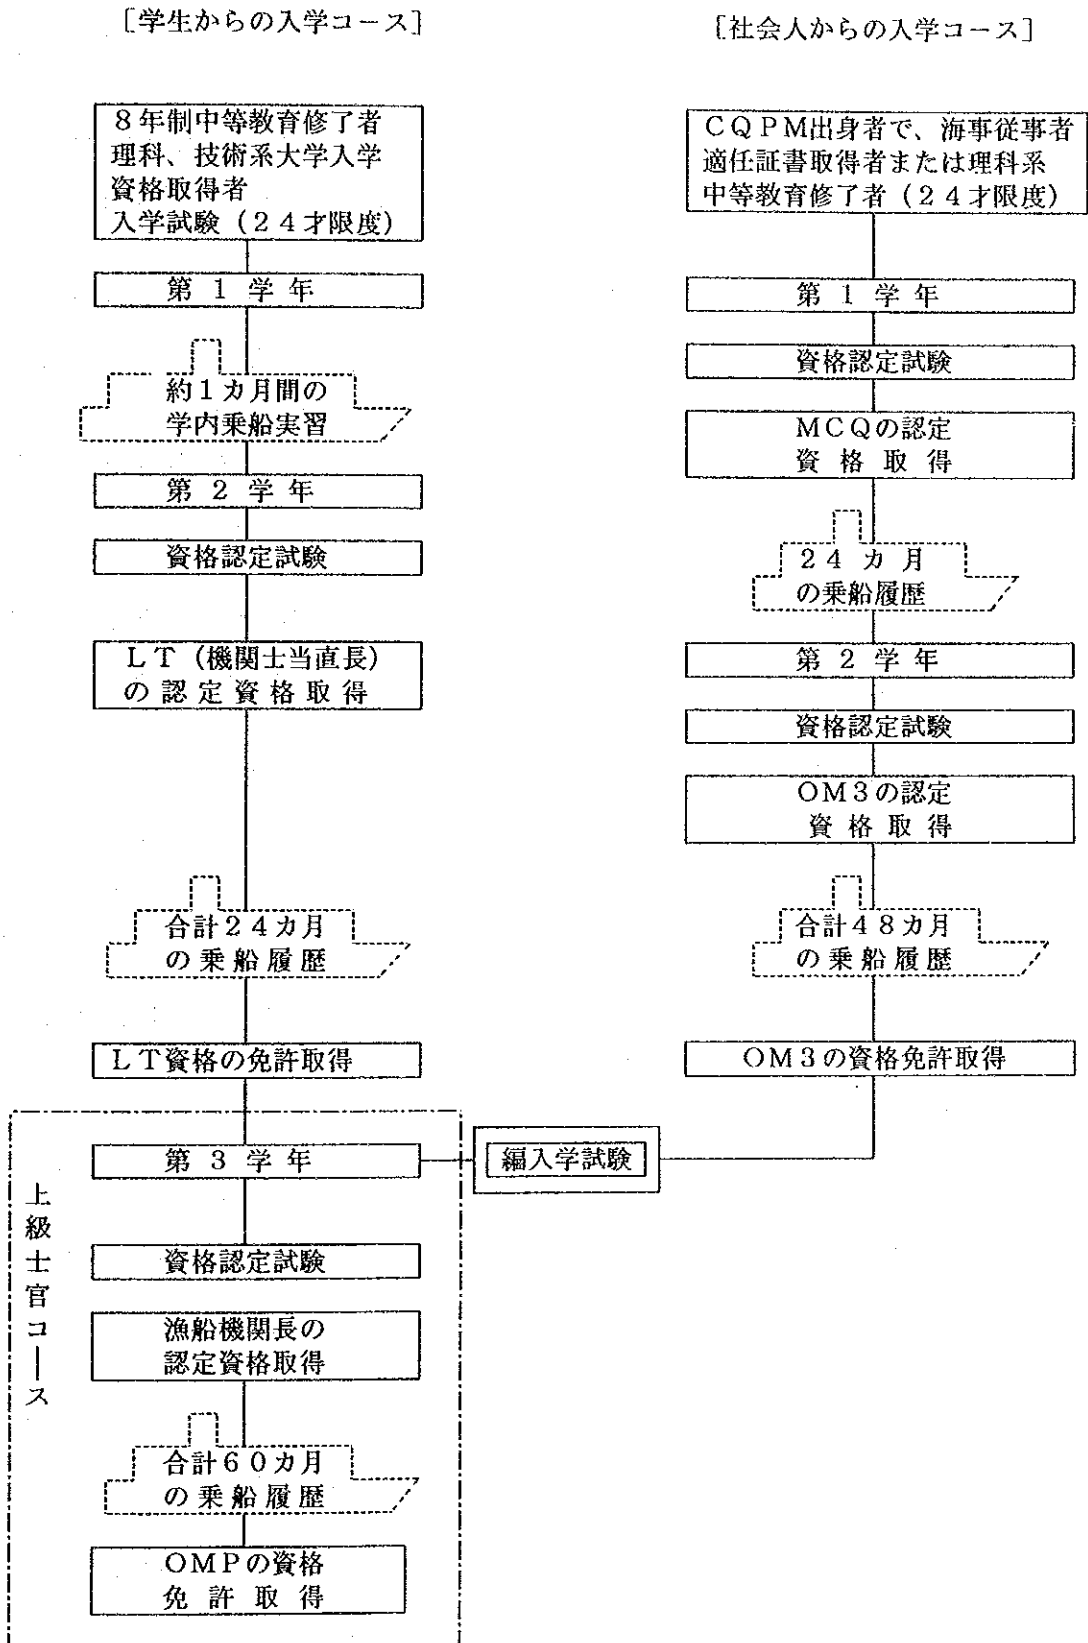 [学生からの入学コース]
8年制中等教育修了者
理科、技術系大学入学
資格取得者
入学試験(24才限度)
第1学年
約1カ月間の
学内乗船実習
第2学年
資格認定試験
LT(機関士当直長)
の認定資格取得
合計24カ月
の乗船履歴
LT資格の免許取得
[社会人からの入学コース]
CQPM出身者で、海事従事者
適任証書取得者または理科系
中等教育修了者(24才限度)
第1学年
資格認定試験
MCQの認定
資格取得
24カ月
の乗船履歴
第2学年
資格認定試験
OM3の認定
資格取得
合計48カ月
の乗船履歴
OM3の資格免許取得
編入学試験
上級士官コース
第3学年
資格認定試験
漁船機関長の
認定資格取得
合計60カ月
の乗船履歴
OMPの資格
免許取得